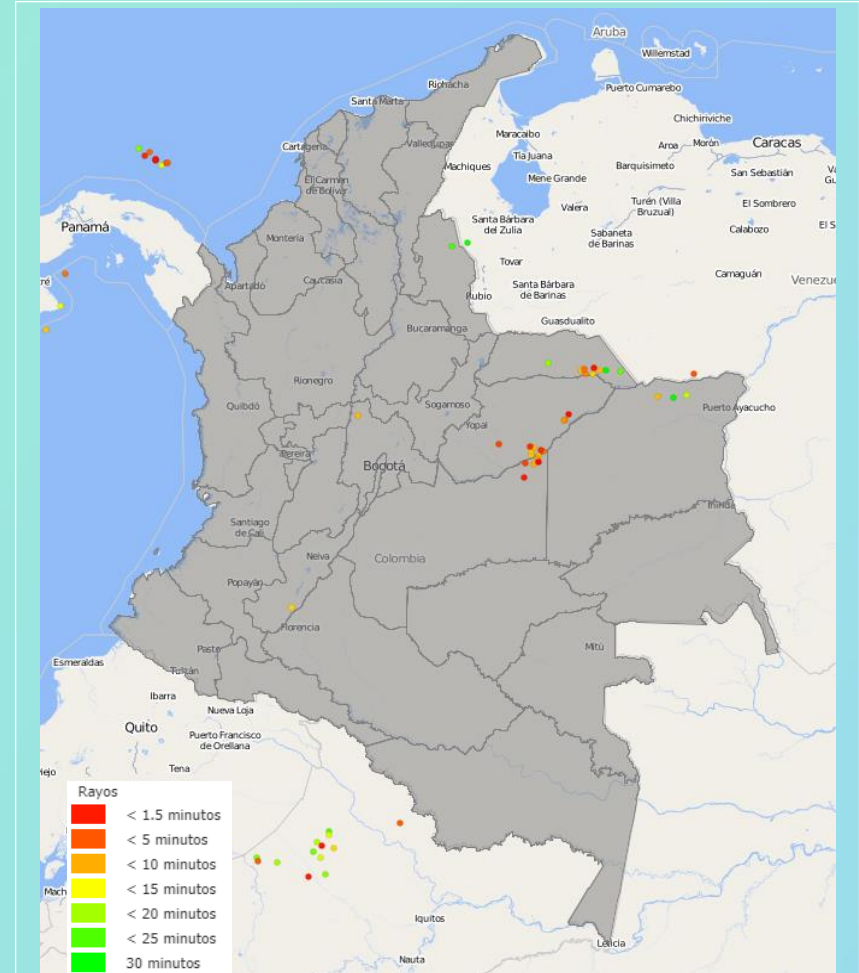 Aruba
Willemstad
Riohacha
Puerto Cumarebo
Santa Marta
Chichiriviche
Maracaibo
Cartagena
Valledupar
Aroa
Morón
Caracas
Tia Juana
Machiques
Barquisimeto
San Sebastián
El Carmen
de Bolívar
Mene Grande
Turén (Villa
Bruzual)
El Sombrero
Valera
Santa Bárbara
del Zulia
Panamá
Sabaneta
de Barinas
Calabozo
El S
Montería
Tovar
Camaguán
Venezue
Apartadó
Caucasia
Rubio
Santa Bárbara
de Barinas
Guasdualito
Bucaramanga
Rionegro
Quibdó
Sogamoso
Puerto Ayacucho
Yopal
Pereira
Bogotá
Santiago
de Cali
Neiva
Colombia
Popayán
Florencia
Mitú
Pasto
Esmeraldas
Tulcán
Ibarra
Nueva Loja
Quito
Puerto Francisco
de Orellana
Tena
Rayos
< 1.5 minutos
< 5 minutos
< 10 minutos
< 15 minutos
< 20 minutos
< 25 minutos
30 minutos
Mach
Iquitos
Leticia
Nauta